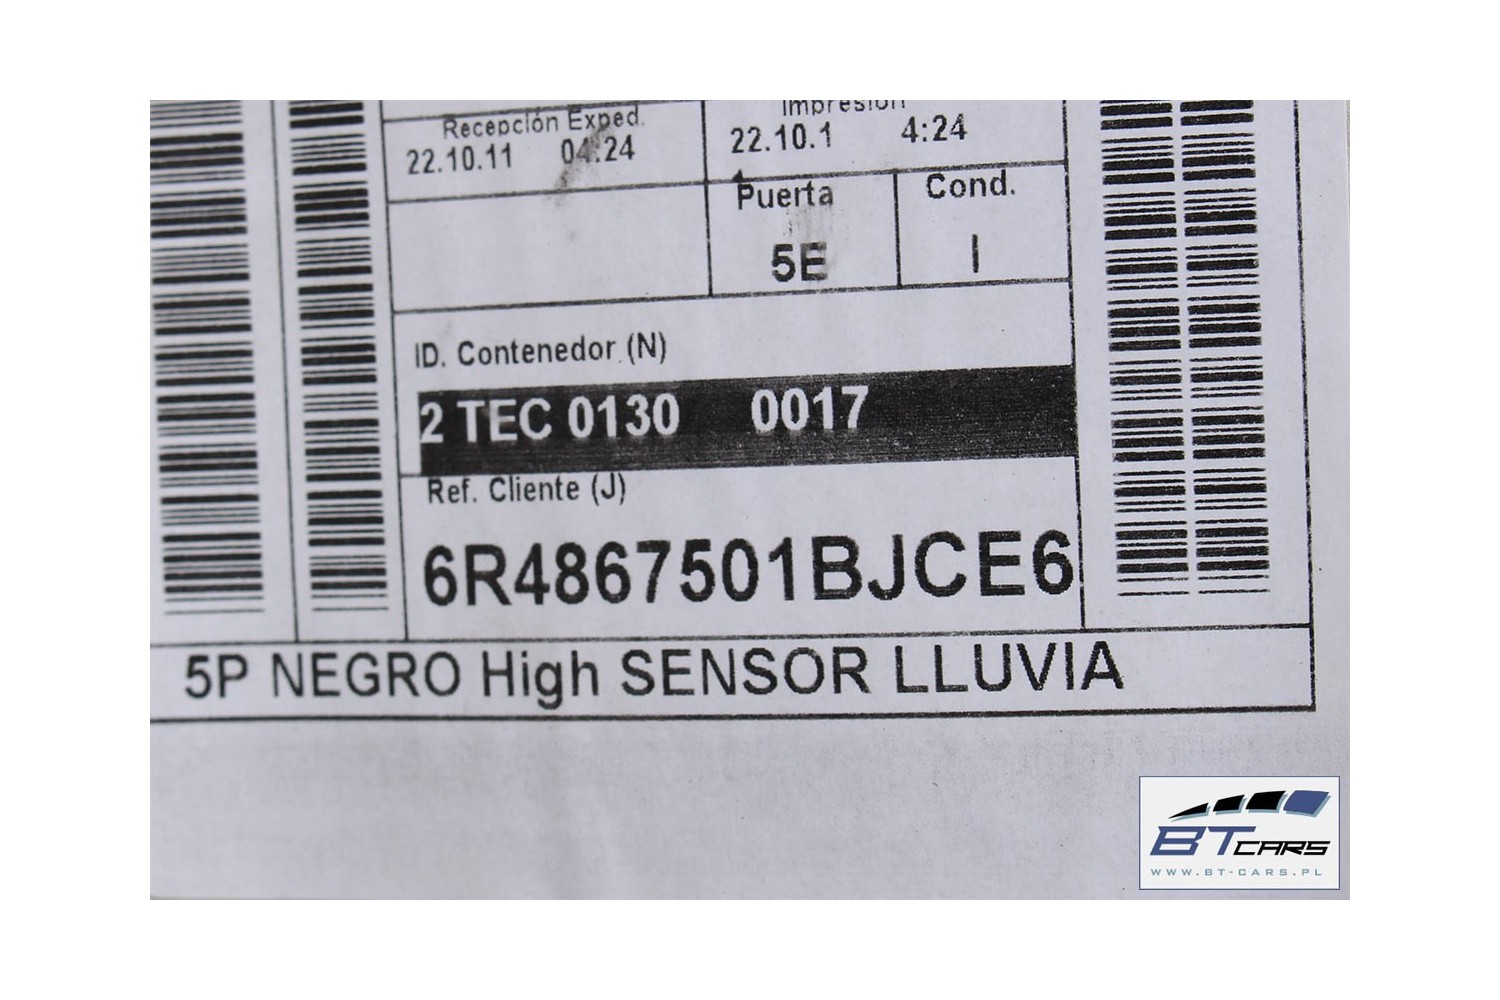 Recepción Exped.
22.10.11 04:24
Impresión
22.10.1 4:24
Puerta
5E
Cond.
I
ID. Contenedor (N)
2 TEC 0130 0017
Ref. Cliente (J)
6R4867501BJCE6
5P NEGRO High SENSOR LLUVIA
BT CARS
WWW.BT-CARS.PL